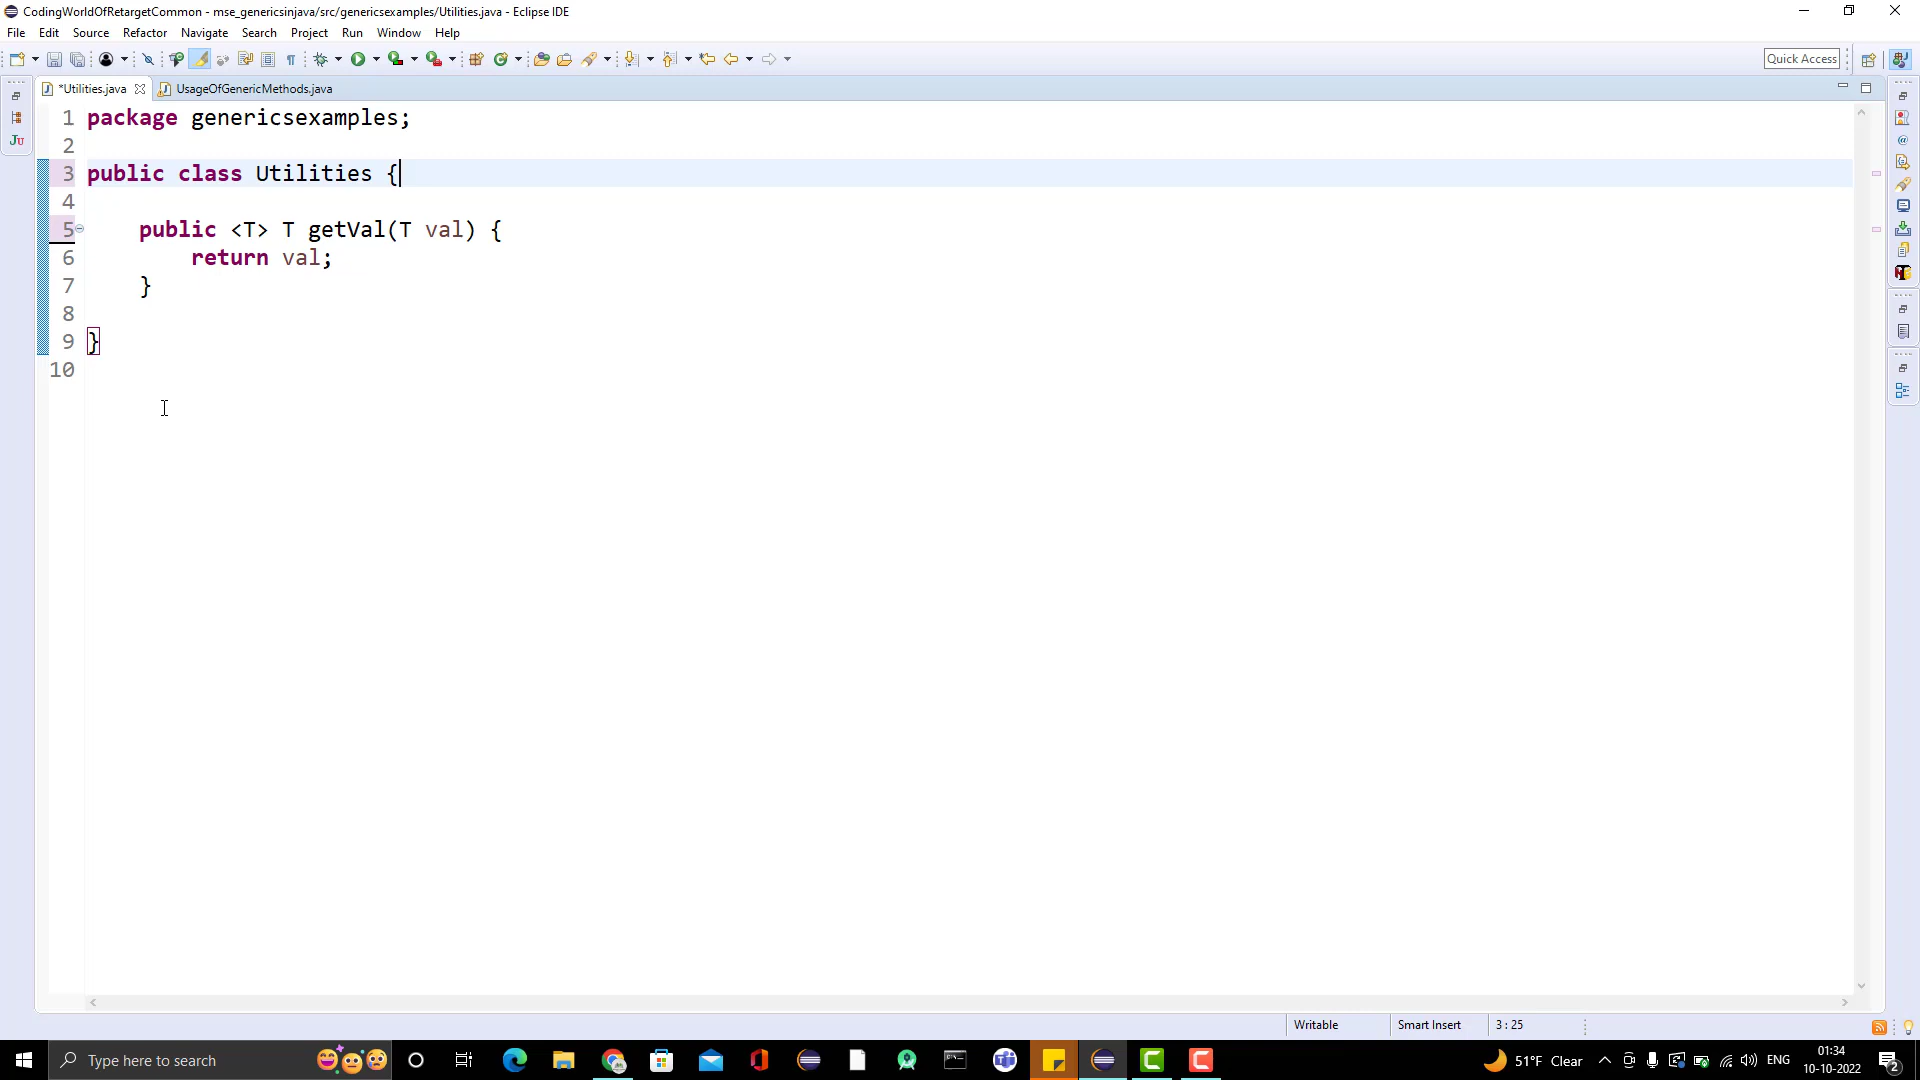 CodingWorldOfRetargetCommon - mse_genericsinjava/src/genericsexamples/Utilities.java - Eclipse IDE
File Edit Source Refactor Navigate Search Project Run Window Help
Quick Access
*Utilities.java UsageOfGenericMethods.java
1 package genericsexamples;
2
3 public class Utilities {
4
5 public <T> T getVal(T val) {
6 return val;
7 }
8
9 }
10
Writable Smart Insert 3 : 25
Type here to search 51°F Clear ENG 01:34
10-10-2022 2